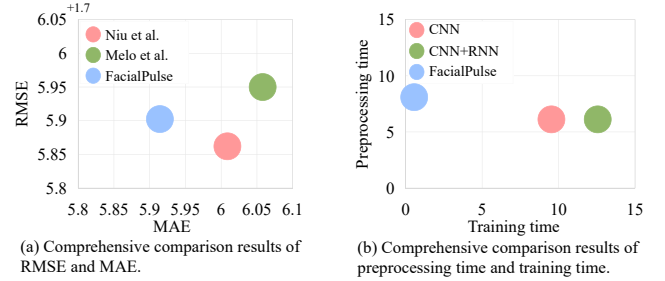 6.05 +1.7
6
5.95
5.9
5.85
5.8
RMSE
Niu et al.
Melo et al.
FacialPulse
5.8 5.85 5.9 5.95 6 6.05 6.1
MAE
(a) Comprehensive comparison results of
RMSE and MAE.
15
10
5
0
Preprocessing time
CNN
CNN+RNN
FacialPulse
0 5 10 15
Training time
(b) Comprehensive comparison results of
preprocessing time and training time.